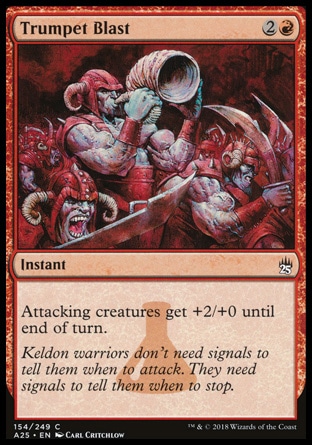 Trumpet Blast 2
Instant 25
Attacking creatures get +2/+0 until
end of turn.
Keldon warriors don't need signals to
tell them when to attack. They need
signals to tell them when to stop.
154/249 C
A25 • EN Carl Critchlow ™ & © 2018 Wizards of the Coast